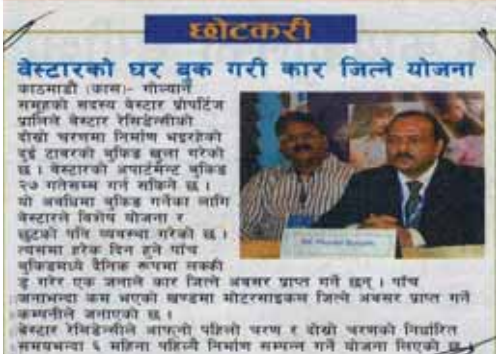 छोटकरी
वेस्टारको घर बुक गरी कार जित्ने योजना
काठमाडौं (कास)- गोल्यान
समूहको सदस्य वेस्टार प्रोपर्टिज
प्रालिले वेस्टार रेसिडेन्सीको
दोस्रो चरणमा निर्माण भइरहेको
दुई टावरको बुकिङ खुला गरेको
छ । वेस्टारको अपार्टमेन्ट बुकिङ
२७ गतेसम्म गर्न सकिने छ ।
यो अवधिमा बुकिङ गर्नेका लागि
वेस्टारले विशेष योजना र
छुटको पनि व्यवस्था गरेको छ ।
त्यसमा हरेक दिन हुने पाँच
बुकिङमध्ये दैनिक रूपमा लक्की
ड्र गरेर एक जनाले कार जित्ने अवसर प्राप्त गर्ने छन् । पाँच
जनाभन्दा कम भएको खण्डमा मोटरसाइकल जित्ने अवसर प्राप्त गर्ने
कम्पनीले जनाएको छ ।
वेस्टार रेसिडेन्सीले आफ्नो पहिलो चरण र दोस्रो चरणको निर्धारित
समयभन्दा ६ महिना पहिल्यै निर्माण सम्पन्न गर्ने योजना लिएको छ ।